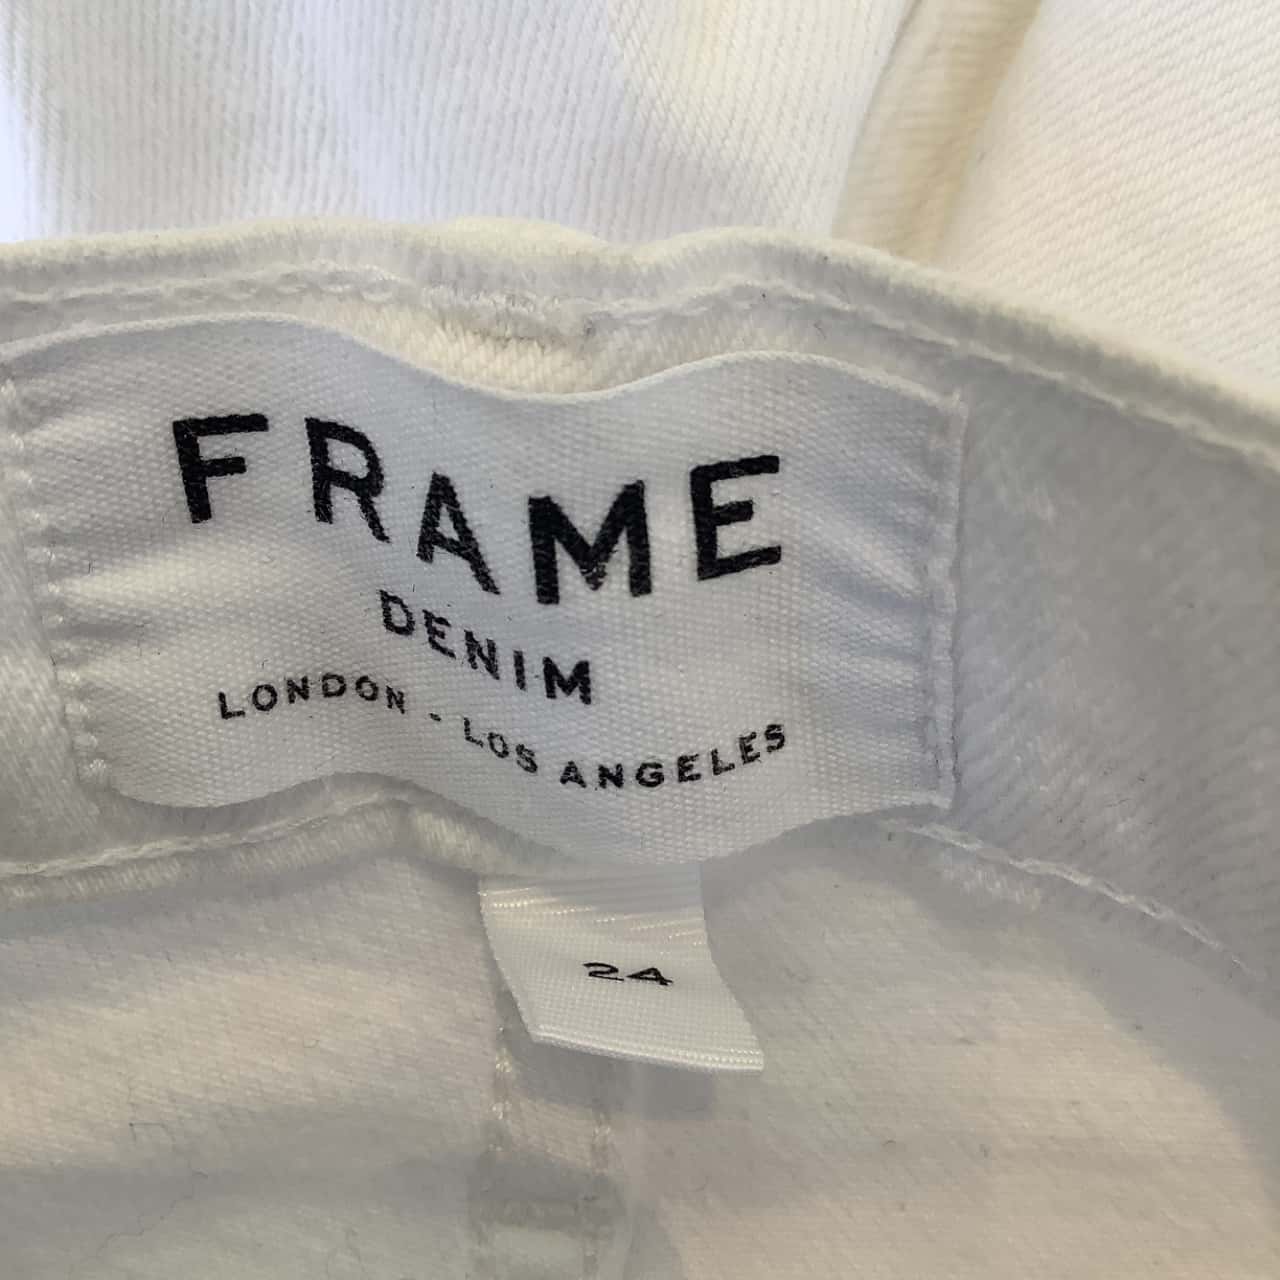 FRAME
DENIM
LONDON - LOS ANGELES
24